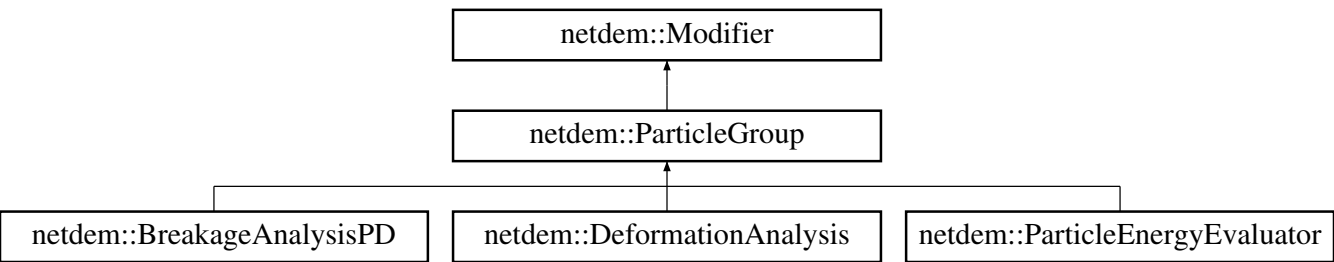 netdem::Modifier
netdem::ParticleGroup
netdem::BreakageAnalysisPD
netdem::DeformationAnalysis
netdem::ParticleEnergyEvaluator